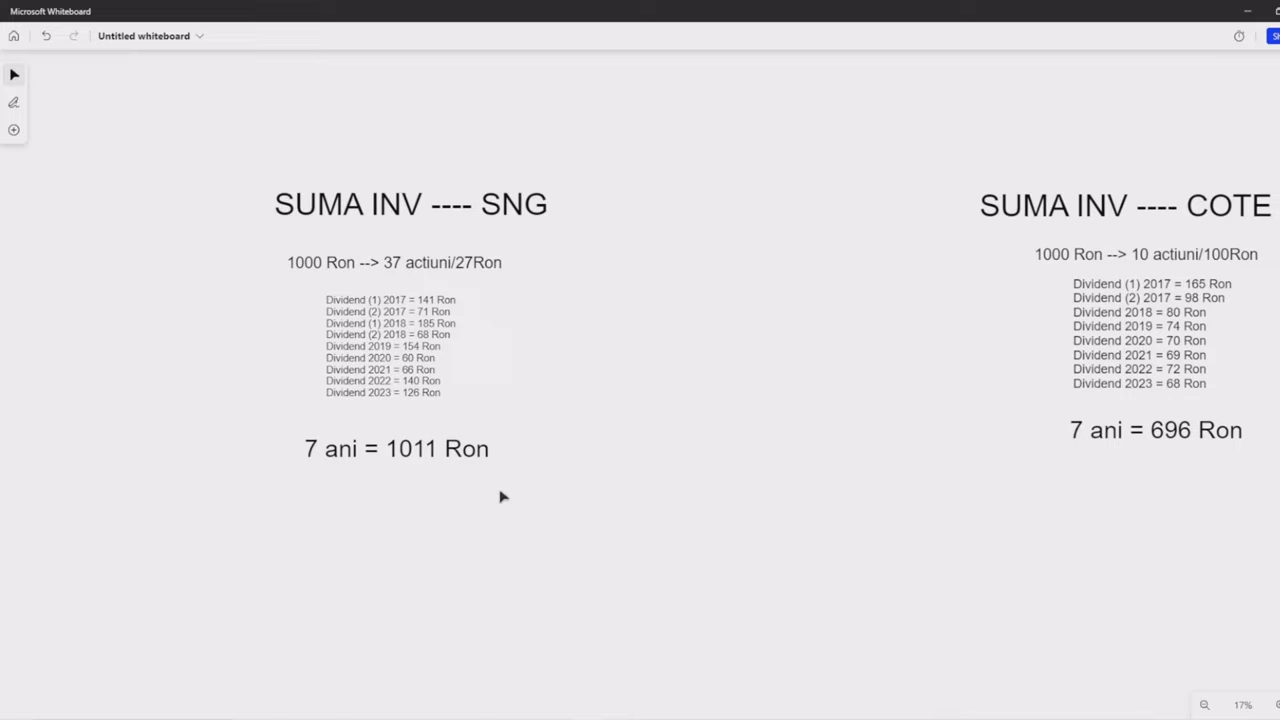 Microsoft Whiteboard
Untitled whiteboard
SUMA INV ---- SNG
1000 Ron --> 37 actiuni/27Ron
Dividend (1) 2017 = 141 Ron
Dividend (2) 2017 = 71 Ron
Dividend (1) 2018 = 185 Ron
Dividend (2) 2018 = 68 Ron
Dividend 2019 = 154 Ron
Dividend 2020 = 60 Ron
Dividend 2021 = 66 Ron
Dividend 2022 = 140 Ron
Dividend 2023 = 126 Ron
7 ani = 1011 Ron
SUMA INV ---- COTE
1000 Ron --> 10 actiuni/100Ron
Dividend (1) 2017 = 165 Ron
Dividend (2) 2017 = 98 Ron
Dividend 2018 = 80 Ron
Dividend 2019 = 74 Ron
Dividend 2020 = 70 Ron
Dividend 2021 = 69 Ron
Dividend 2022 = 72 Ron
Dividend 2023 = 68 Ron
7 ani = 696 Ron
17%